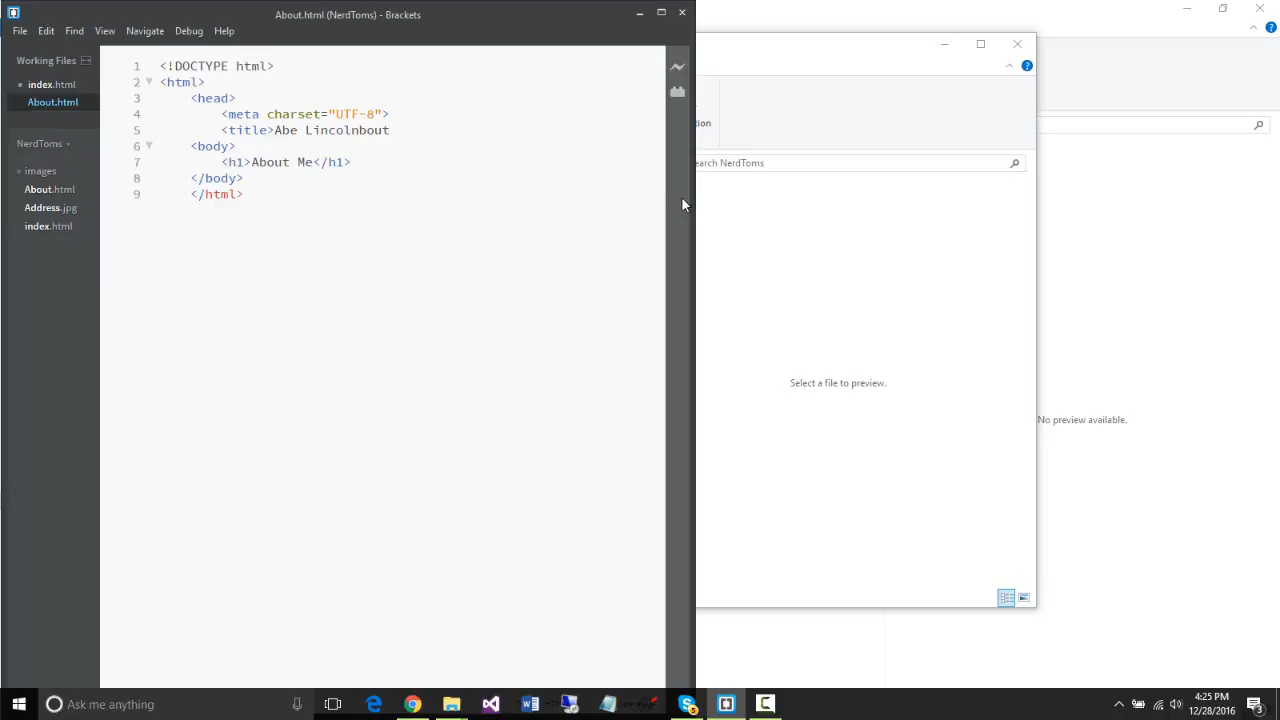 About.html (NerdToms) - Brackets
File Edit Find View Navigate Debug Help
Working Files
index.html
About.html
NerdToms
images
About.html
Address.jpg
index.html
1 <!DOCTYPE html>
2 <html>
3 <head>
4 <meta charset="UTF-8">
5 <title>Abe Lincolnbout
6 <body>
7 <h1>About Me</h1>
8 </body>
9 </html>
tion
earch NerdToms
Select a file to preview.
No preview available.
Ask me anything
4:25 PM
12/28/2016
3